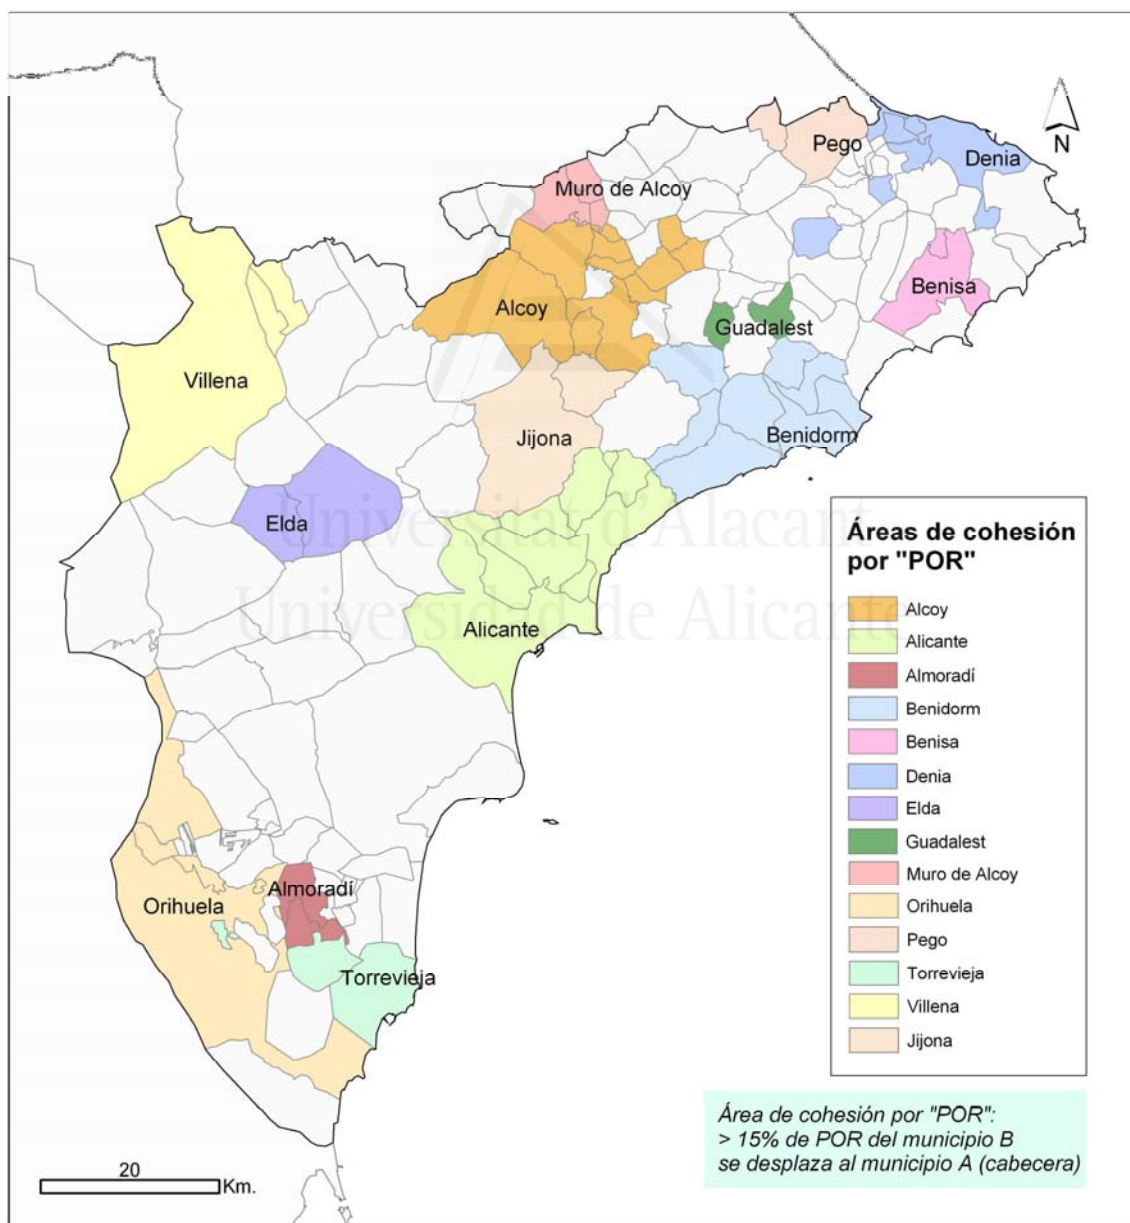 Pego
Denia
N
Muro de Alcoy
Benisa
Alcoy
Guadalest
Villena
Jijona
Benidorm
Elda
Universitat d'Alacant
Universidad de Alicante
Alicante
Almoradí
Orihuela
Torrevieja
Áreas de cohesión
por "POR"
Alcoy
Alicante
Almoradí
Benidorm
Benisa
Denia
Elda
Guadalest
Muro de Alcoy
Orihuela
Pego
Torrevieja
Villena
Jijona
Área de cohesión por "POR":
> 15% de POR del municipio B
se desplaza al municipio A (cabecera)
20
Km.